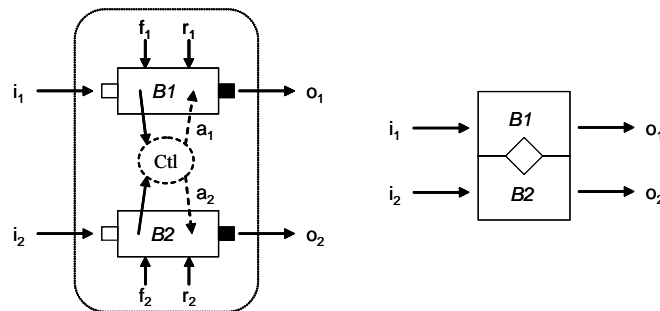 f₁ r₁
i₁ B1 o₁
a₁
Ctl
a₂
i₂ B2 o₂
f₂ r₂
i₁ B1 o₁
i₂ B2 o₂